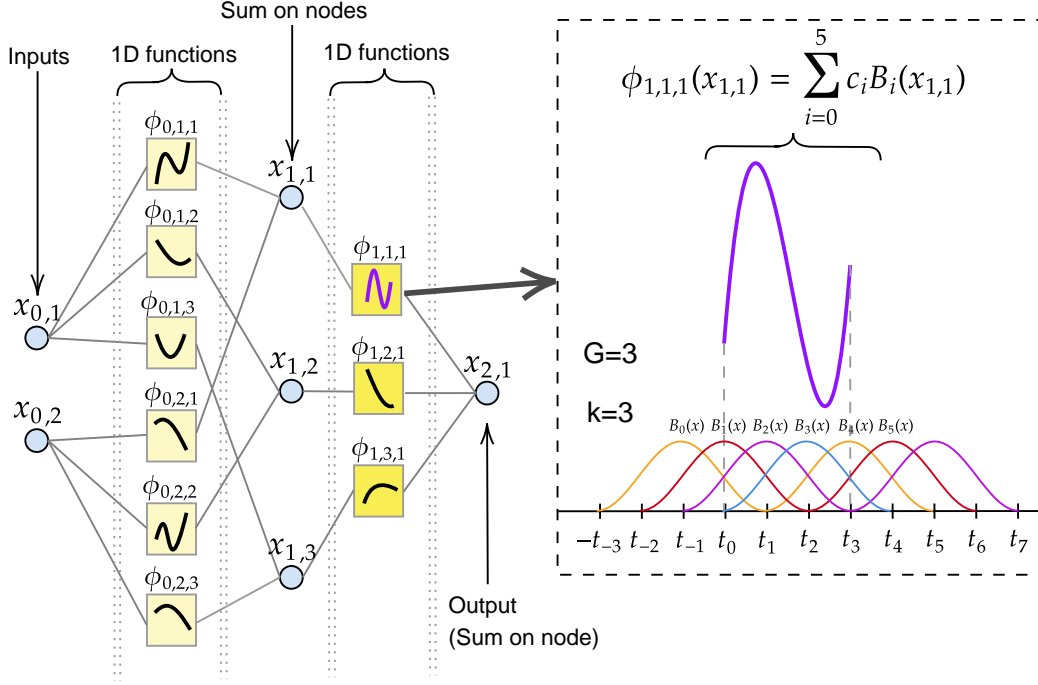 Sum on nodes
Inputs
1D functions
1D functions
ϕ0,1,1
ϕ0,1,2
ϕ0,1,3
ϕ0,2,1
ϕ0,2,2
ϕ0,2,3
x0,1
x0,2
x1,1
x1,2
x1,3
ϕ1,1,1
ϕ1,2,1
ϕ1,3,1
x2,1
Output
(Sum on node)
ϕ1,1,1(x1,1) = ∑i=0^5 ciBi(x1,1)
G=3
k=3
B0(x) B1(x) B2(x) B3(x) B4(x) B5(x)
−t−3 t−2 t−1 t0 t1 t2 t3 t4 t5 t6 t7